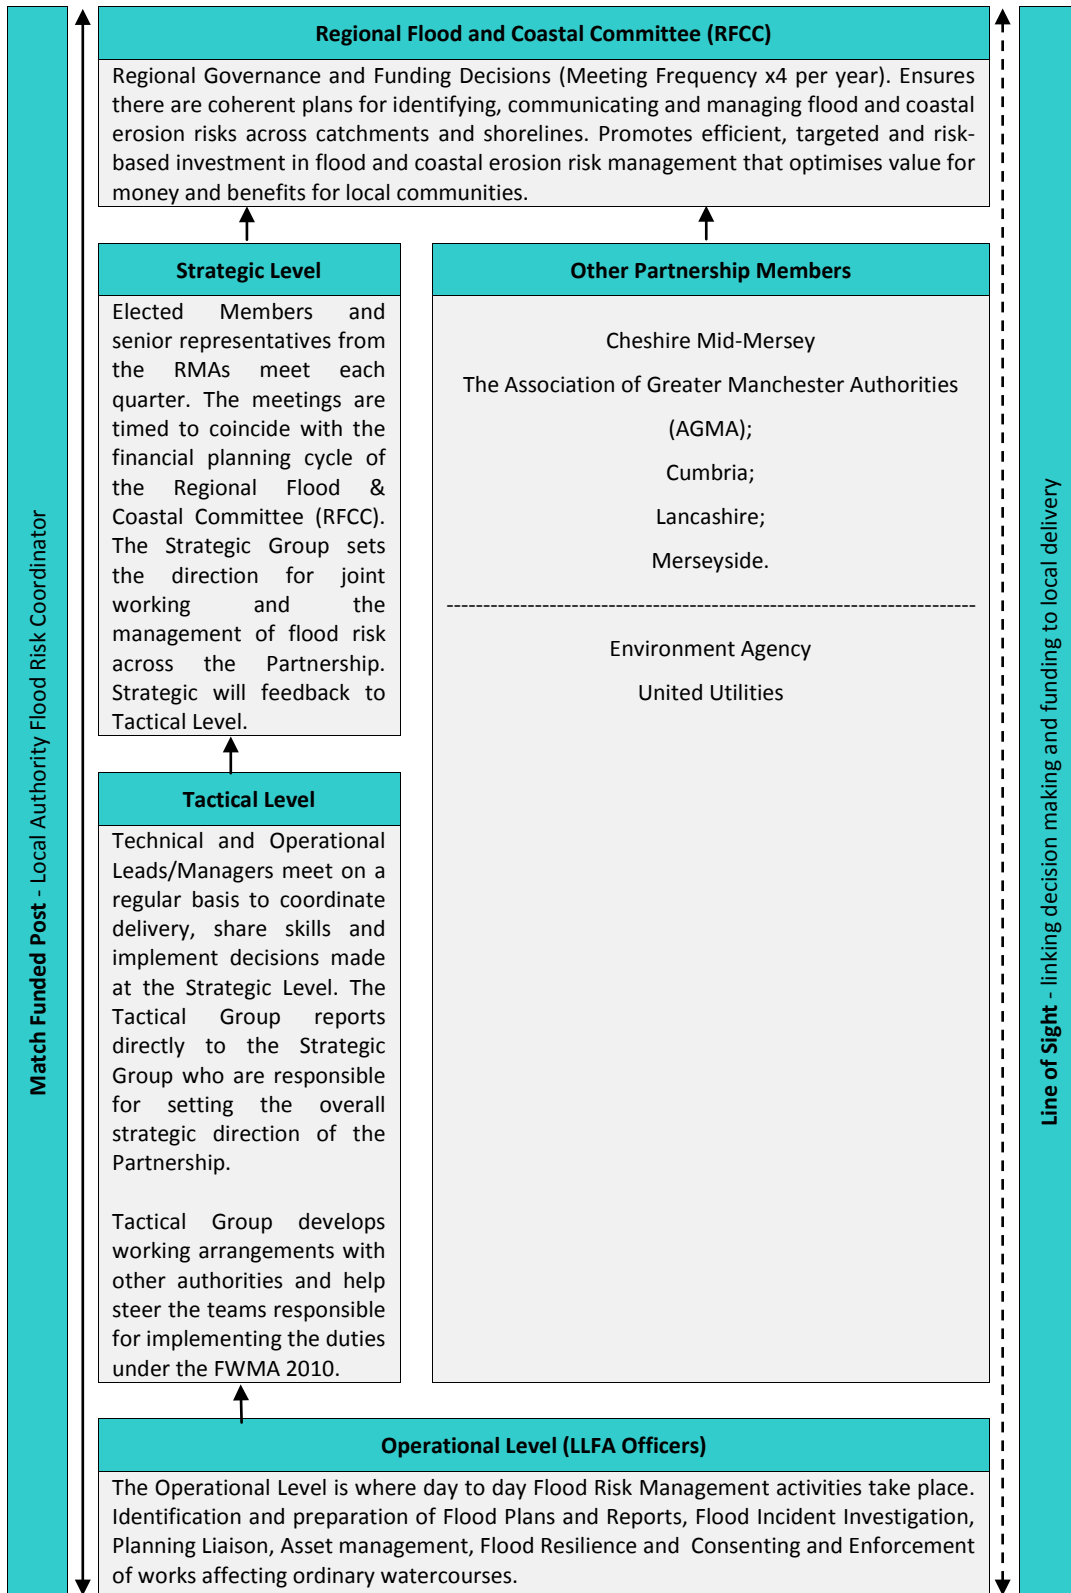 Regional Flood and Coastal Committee (RFCC)
Regional Governance and Funding Decisions (Meeting Frequency x4 per year). Ensures
there are coherent plans for identifying, communicating and managing flood and coastal
erosion risks across catchments and shorelines. Promotes efficient, targeted and risk-
based investment in flood and coastal erosion risk management that optimises value for
money and benefits for local communities.
Strategic Level
Elected Members and
senior representatives from
the RMAs meet each
quarter. The meetings are
timed to coincide with the
financial planning cycle of
the Regional Flood &
Coastal Committee (RFCC).
The Strategic Group sets
the direction for joint
working and the
management of flood risk
across the Partnership.
Strategic will feedback to
Tactical Level.
Other Partnership Members
Cheshire Mid-Mersey
The Association of Greater Manchester Authorities
(AGMA);
Cumbria;
Lancashire;
Merseyside.
Environment Agency
United Utilities
Tactical Level
Technical and Operational
Leads/Managers meet on a
regular basis to coordinate
delivery, share skills and
implement decisions made
at the Strategic Level. The
Tactical Group reports
directly to the Strategic
Group who are responsible
for setting the overall
strategic direction of the
Partnership.
Tactical Group develops
working arrangements with
other authorities and help
steer the teams responsible
for implementing the duties
under the FWMA 2010.
Operational Level (LLFA Officers)
The Operational Level is where day to day Flood Risk Management activities take place.
Identification and preparation of Flood Plans and Reports, Flood Incident Investigation,
Planning Liaison, Asset management, Flood Resilience and Consenting and Enforcement
of works affecting ordinary watercourses.
Match Funded Post - Local Authority Flood Risk Coordinator
Line of Sight - linking decision making and funding to local delivery